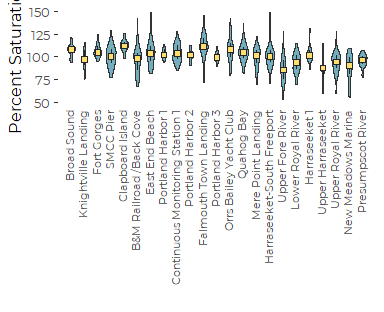 Percent Saturati
150
125
100
75
50
Broad Sound
Knightville Landing
Fort Gorges
SMCC Pier
Clapboard Island
B&M Railroad / Back Cove
East End Beach
Portland Harbor 1
Continuous Monitoring Station 1
Portland Harbor 2
Falmouth Town Landing
Portland Harbor 3
Orrs Bailey Yacht Club
Quahog Bay
Mere Point Landing
Harraseeket-South Freeport
Upper Fore River
Lower Royal River
Harraseeket 1
Upper Harraseeket
Upper Royal River
New Meadows Marina
Presumpscot River